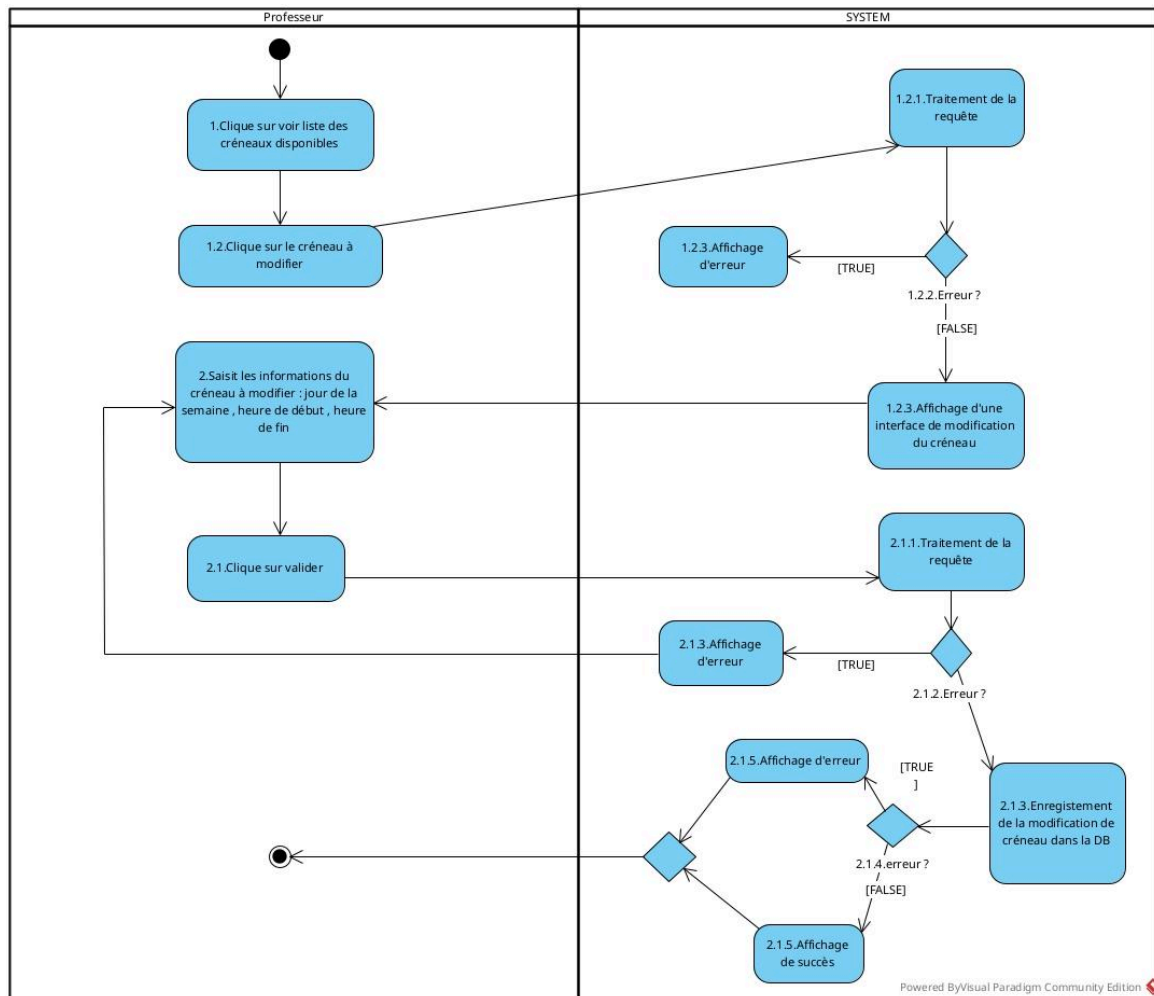 Professeur
SYSTEM
1.Clique sur voir liste des
créneaux disponibles
1.2.1.Traitement de la
requête
1.2.Clique sur le créneau à
modifier
1.2.3.Affichage
d'erreur
[TRUE]
1.2.2.Erreur ?
[FALSE]
2.Saisit les informations du
créneau à modifier : jour de la
semaine , heure de début , heure
de fin
1.2.3.Affichage d'une
interface de modification
du créneau
2.1.Clique sur valider
2.1.1.Traitement de la
requête
2.1.3.Affichage
d'erreur
[TRUE]
2.1.2.Erreur ?
2.1.5.Affichage d'erreur
[TRUE
]
2.1.3.Enregistement
de la modification de
créneau dans la DB
2.1.4.erreur ?
[FALSE]
2.1.5.Affichage
de succès
Powered ByVisual Paradigm Community Edition